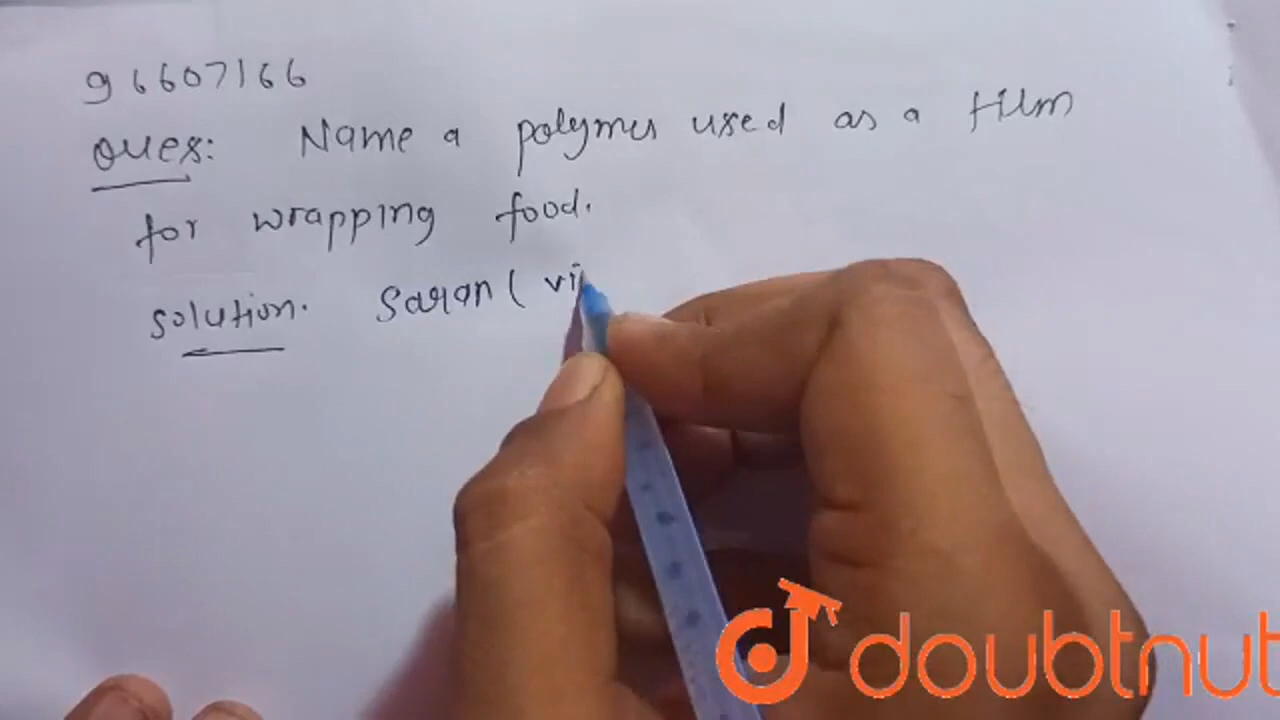 96607166
Ques: Name a polymer used as a film
for wrapping food.
solution. Saran ( vi
doubtnut